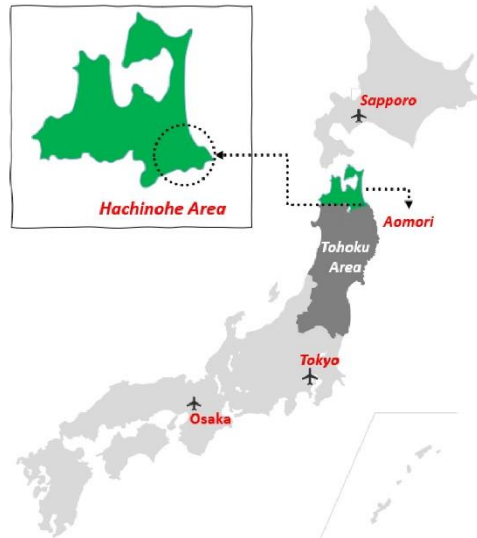 Hachinohe Area
Sapporo
Aomori
Tohoku
Area
Tokyo
Osaka